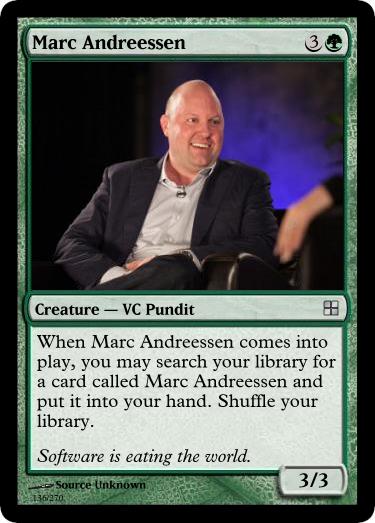 Marc Andreessen 3
Creature — VC Pundit
When Marc Andreessen comes into
play, you may search your library for
a card called Marc Andreessen and
put it into your hand. Shuffle your
library.
Software is eating the world.
3/3
Source Unknown
136/270